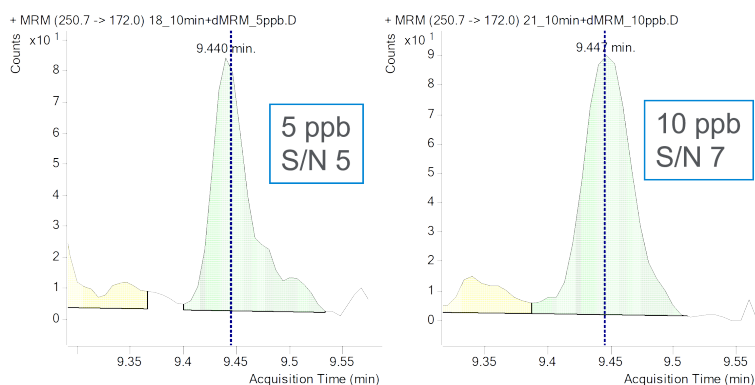 + MRM (250.7 -> 172.0) 18_10min+dMRM_5ppb.D
x10 1
Counts
9.440 min.
8
7
6
5
4
3
2
1
0
5 ppb
S/N 5
9.35
9.4
9.45
9.5
9.55
Acquisition Time (min)
+ MRM (250.7 -> 172.0) 21_10min+dMRM_10ppb.D
x10 1
Counts
9.447 min.
9
8
7
6
5
4
3
2
1
0
10 ppb
S/N 7
9.35
9.4
9.45
9.5
9.55
Acquisition Time (min)